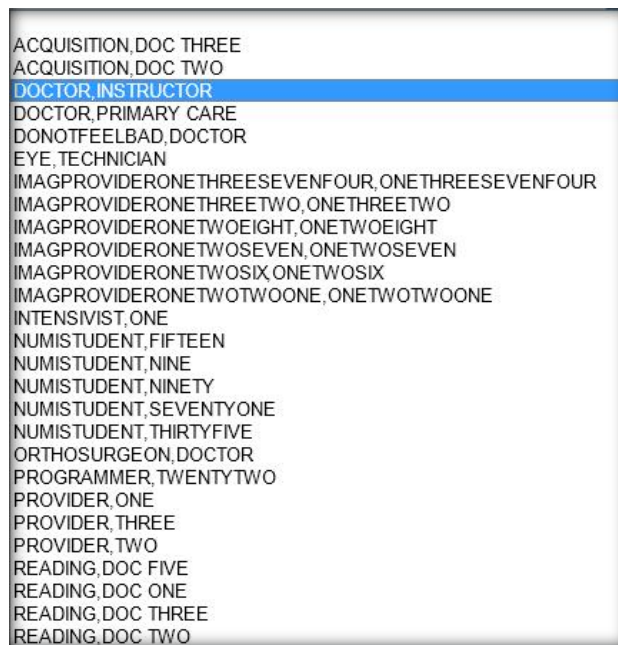 ACQUISITION,DOC THREE
ACQUISITION,DOC TWO
DOCTOR,INSTRUCTOR
DOCTOR,PRIMARY CARE
DONOTFEELBAD,DOCTOR
EYE,TECHNICIAN
IMAGPROVIDERONETHREESEVENFOUR,ONETHREESEVENFOUR
IMAGPROVIDERONETHREETWO,ONETHREETWO
IMAGPROVIDERONETWOEIGHT,ONETWOEIGHT
IMAGPROVIDERONETWOSEVEN,ONETWOSEVEN
IMAGPROVIDERONETWOSIX,ONETWOSIX
IMAGPROVIDERONETWOTWOONE,ONETWOTWOONE
INTENSIVIST,ONE
NUMISTUDENT,FIFTEEN
NUMISTUDENT,NINE
NUMISTUDENT,NINETY
NUMISTUDENT,SEVENTYONE
NUMISTUDENT,THIRTYFIVE
ORTHOSURGEON,DOCTOR
PROGRAMMER,TWENTYTWO
PROVIDER,ONE
PROVIDER,THREE
PROVIDER,TWO
READING,DOC FIVE
READING,DOC ONE
READING,DOC THREE
READING,DOC TWO